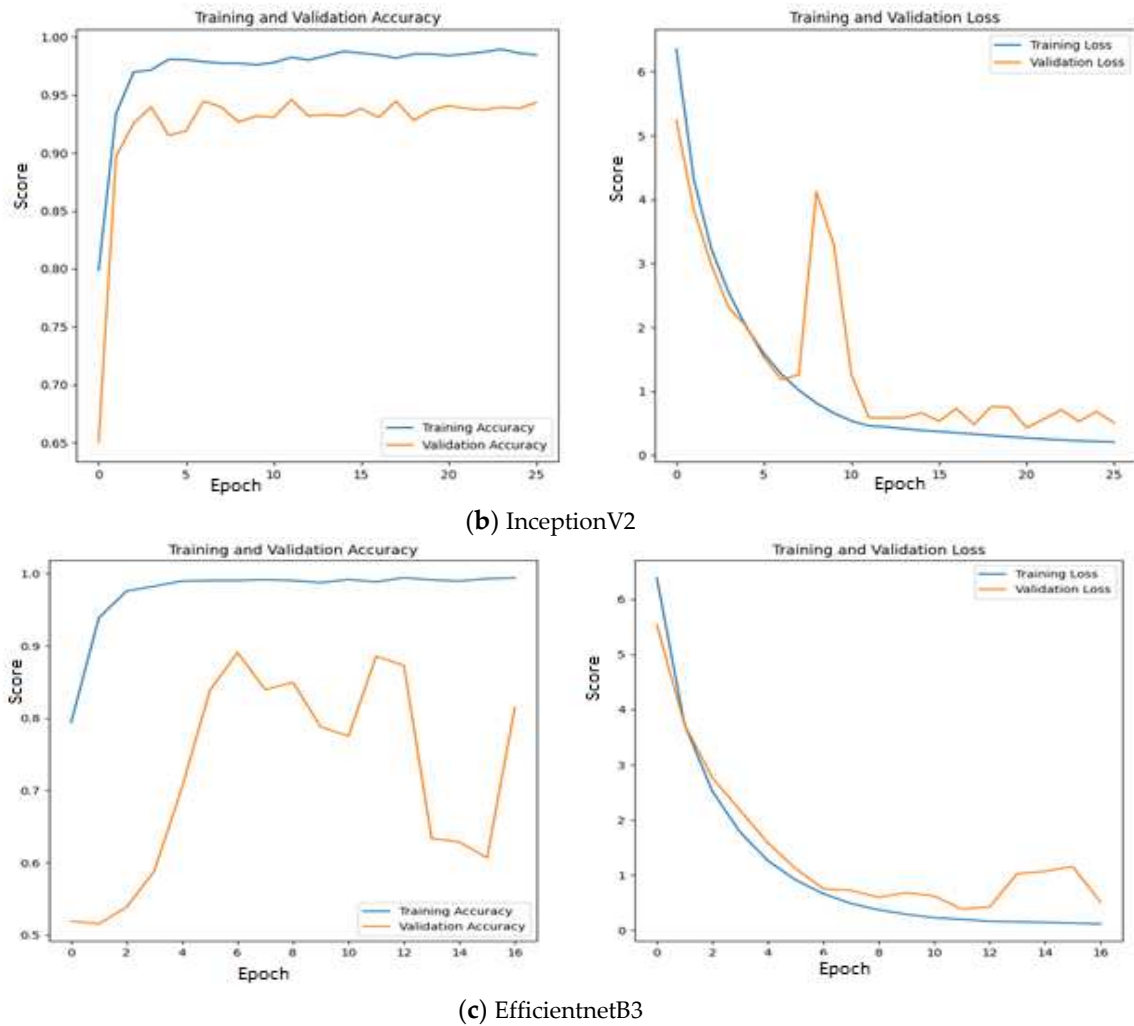 Training and Validation Accuracy
1.00
0.95
0.90
0.85
0.80
0.75
0.70
0.65
Score
Training Accuracy
Validation Accuracy
0 5 10 15 20 25
Epoch
Training and Validation Loss
Training Loss
Validation Loss
6
5
4
3
2
1
0
Score
0 5 10 15 20 25
Epoch
(b) InceptionV2
Training and Validation Accuracy
1.0
0.9
0.8
0.7
0.6
0.5
Score
Training Accuracy
Validation Accuracy
0 2 4 6 8 10 12 14 16
Epoch
Training and Validation Loss
Training Loss
Validation Loss
6
5
4
3
2
1
0
Score
0 2 4 6 8 10 12 14 16
Epoch
(c) EfficientnetB3